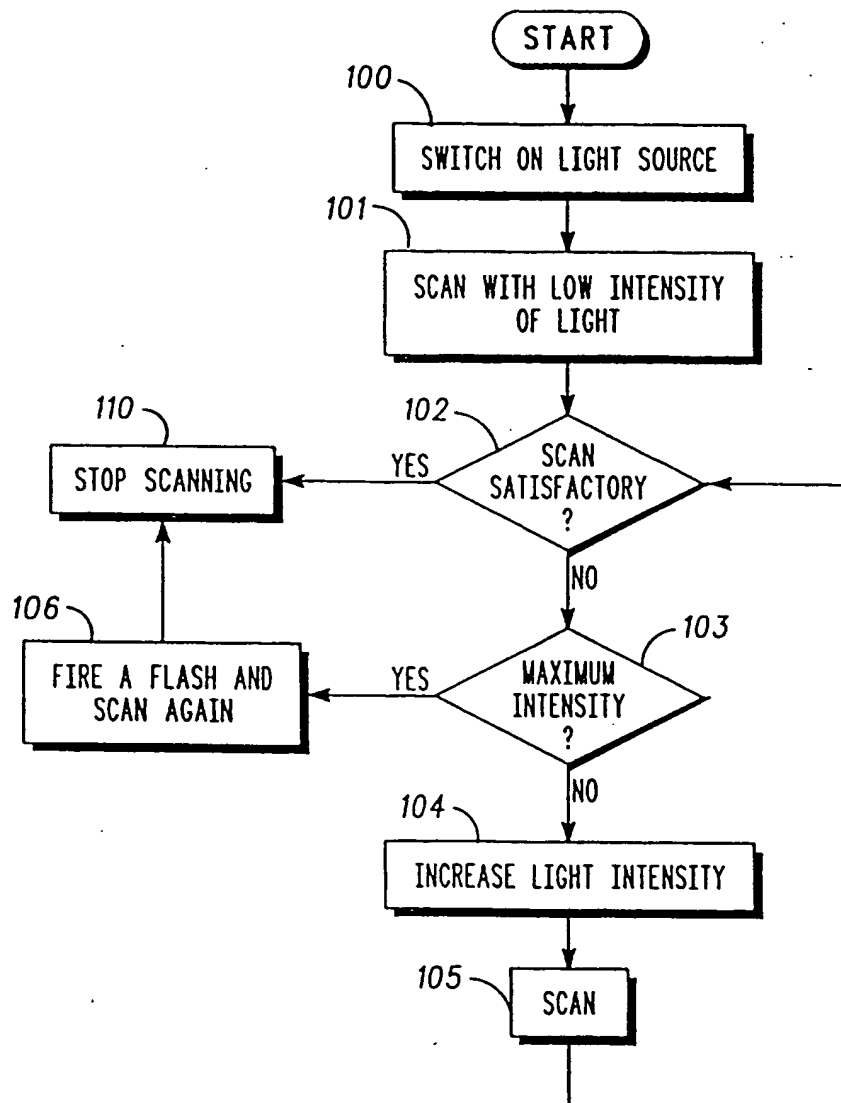 START
100
SWITCH ON LIGHT SOURCE
101
SCAN WITH LOW INTENSITY
OF LIGHT
110
STOP SCANNING
YES
102
SCAN
SATISFACTORY
?
NO
106
FIRE A FLASH AND
SCAN AGAIN
YES
103
MAXIMUM
INTENSITY
?
NO
104
INCREASE LIGHT INTENSITY
105
SCAN